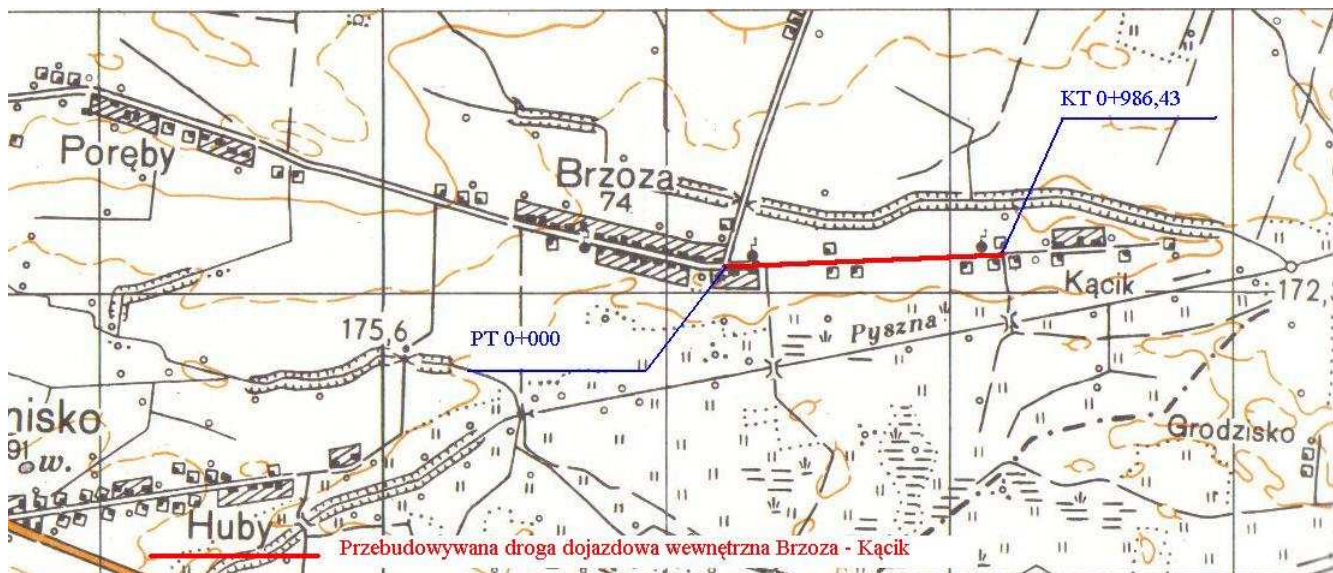 KT 0+986,43
Poręby
Brzoza
74
Kącik
172,
175,6
PT 0+000
Pyszna
nisko
91
w.
Grodzisko
Huby
Przebudowywana droga dojazdowa wewnętrzna Brzoza - Kącik